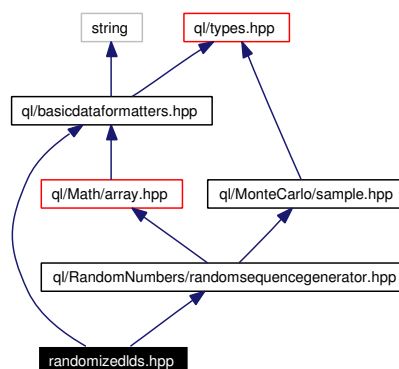 string
ql/types.hpp
ql/basicdataformatters.hpp
ql/Math/array.hpp
ql/MonteCarlo/sample.hpp
ql/RandomNumbers/randomsequencegenerator.hpp
randomizedlds.hpp